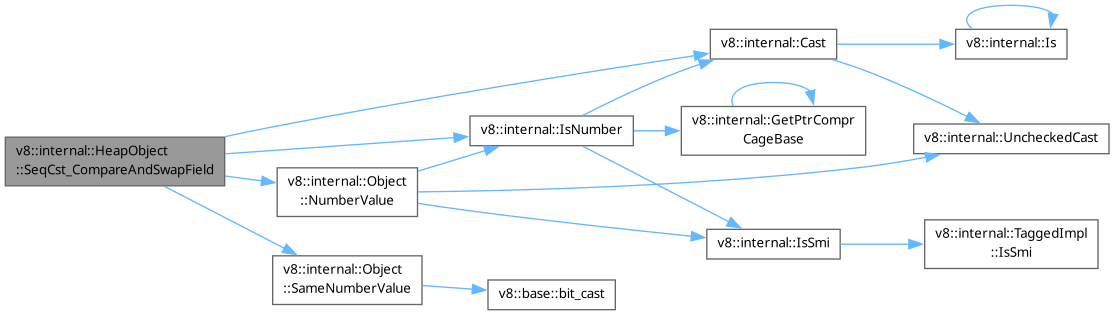 v8::internal::HeapObject
::SeqCst_CompareAndSwapField
v8::internal::Cast
v8::internal::Is
v8::internal::IsNumber
v8::internal::GetPtrCompr
CageBase
v8::internal::UncheckedCast
v8::internal::Object
::NumberValue
v8::internal::IsSmi
v8::internal::TaggedImpl
::IsSmi
v8::internal::Object
::SameNumberValue
v8::base::bit_cast